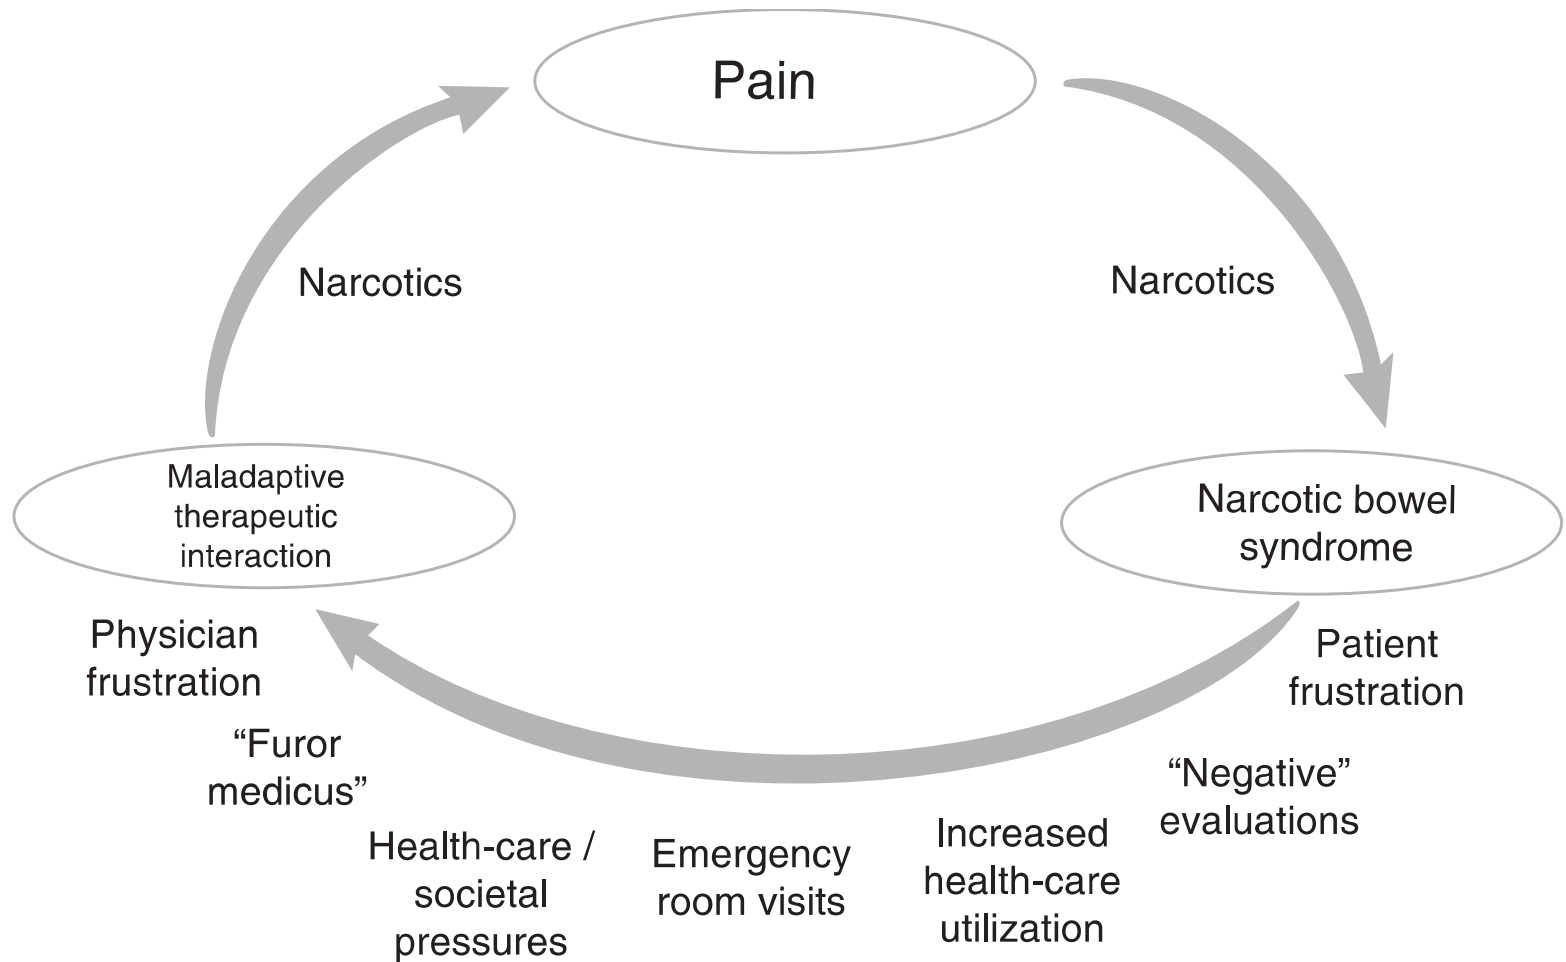 Pain
Narcotics
Narcotics
Maladaptive
therapeutic
interaction
Narcotic bowel
syndrome
Physician
frustration
Patient
frustration
“Furor
medicus”
“Negative”
evaluations
Health-care /
societal
pressures
Emergency
room visits
Increased
health-care
utilization